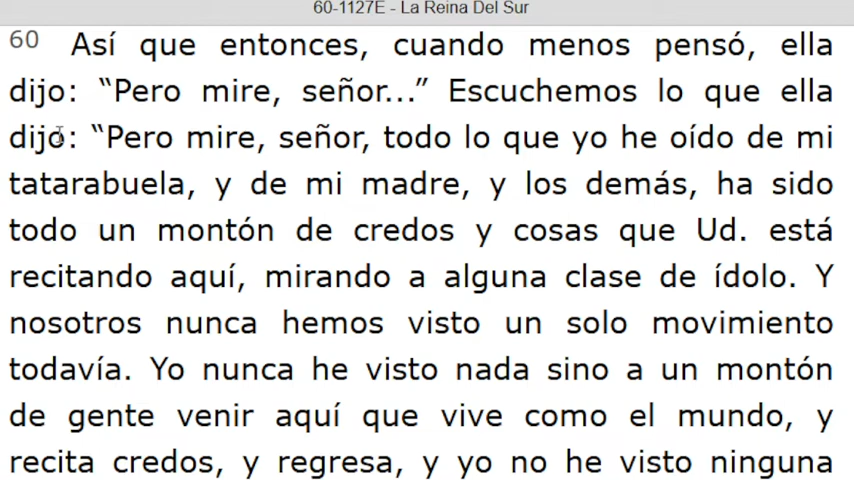 60-1127E - La Reina Del Sur
60 Así que entonces, cuando menos pensó, ella
dijo: “Pero mire, señor...” Escuchemos lo que ella
dijo: “Pero mire, señor, todo lo que yo he oído de mi
tatarabuela, y de mi madre, y los demás, ha sido
todo un montón de credos y cosas que Ud. está
recitando aquí, mirando a alguna clase de ídolo. Y
nosotros nunca hemos visto un solo movimiento
todavía. Yo nunca he visto nada sino a un montón
de gente venir aquí que vive como el mundo, y
recita credos, y regresa, y yo no he visto ninguna